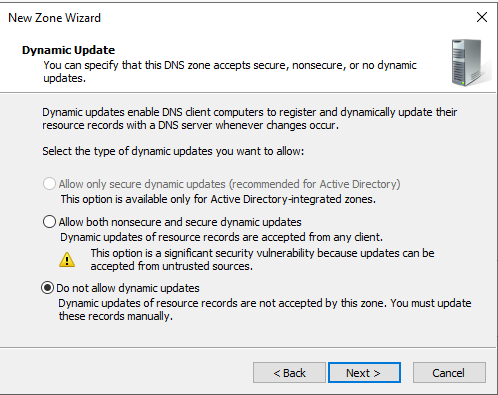 New Zone Wizard
Dynamic Update
You can specify that this DNS zone accepts secure, nonsecure, or no dynamic
updates.
Dynamic updates enable DNS client computers to register and dynamically update their
resource records with a DNS server whenever changes occur.
Select the type of dynamic updates you want to allow:
Allow only secure dynamic updates (recommended for Active Directory)
This option is available only for Active Directory-integrated zones.
Allow both nonsecure and secure dynamic updates
Dynamic updates of resource records are accepted from any client.
This option is a significant security vulnerability because updates can be
accepted from untrusted sources.
Do not allow dynamic updates
Dynamic updates of resource records are not accepted by this zone. You must update
these records manually.
< Back Next > Cancel